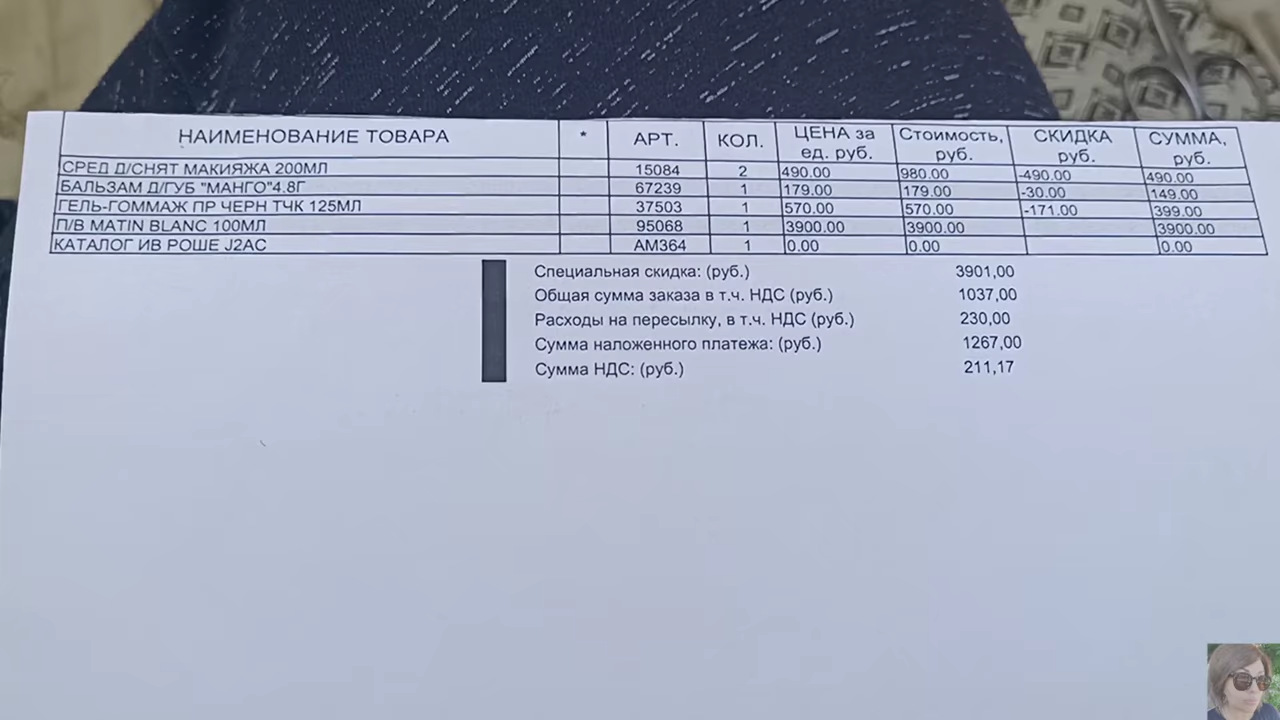 НАИМЕНОВАНИЕ ТОВАРА * АРТ. КОЛ. ЦЕНА за ед. руб. Стоимость, руб. СКИДКА руб. СУММА, руб.
СРЕД Д/СНЯТ МАКИЯЖА 200МЛ 15084 2 490.00 980.00 -490.00 490.00
БАЛЬЗАМ Д/ГУБ "МАНГО"4.8Г 67239 1 179.00 179.00 -30.00 149.00
ГЕЛЬ-ГОММАЖ ПР ЧЕРН ТЧК 125МЛ 37503 1 570.00 570.00 -171.00 399.00
П/В MATIN BLANC 100МЛ 95068 1 3900.00 3900.00 3900.00
КАТАЛОГ ИВ РОШЕ J2AC AM364 1 0.00 0.00 0.00
Специальная скидка: (руб.) 3901,00
Общая сумма заказа в т.ч. НДС (руб.) 1037,00
Расходы на пересылку, в т.ч. НДС (руб.) 230,00
Сумма наложенного платежа: (руб.) 1267,00
Сумма НДС: (руб.) 211,17